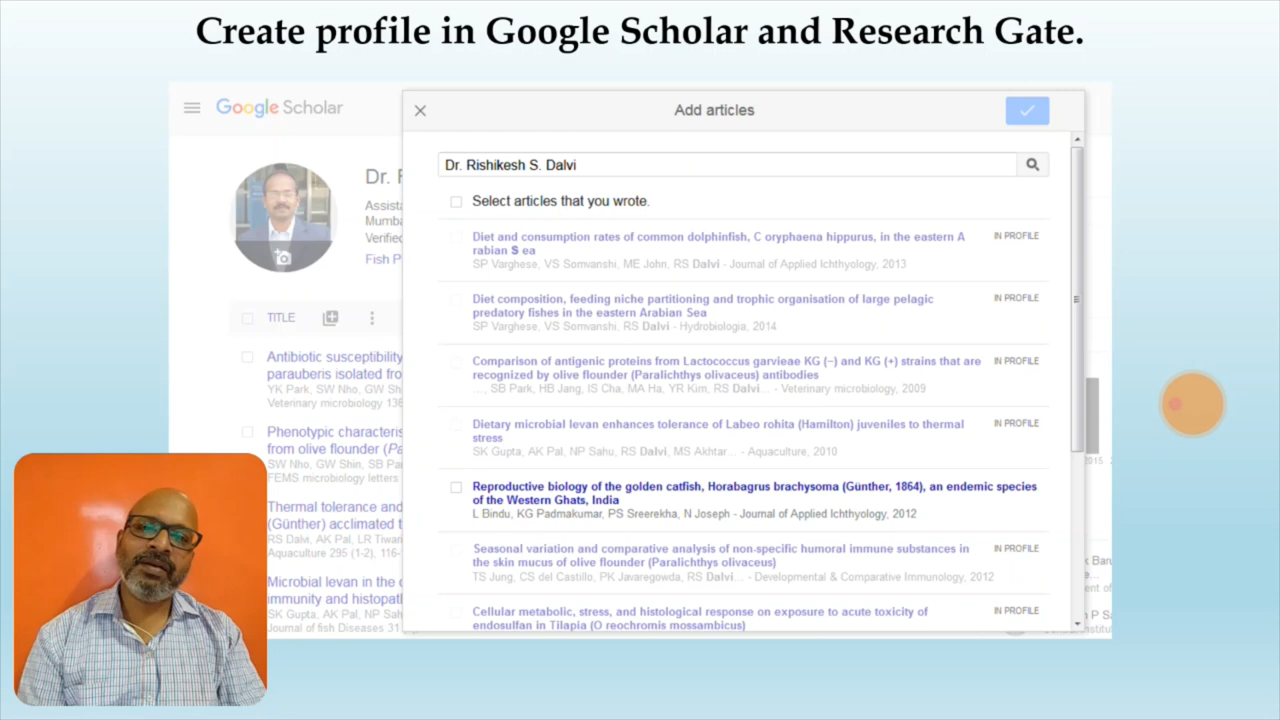 Create profile in Google Scholar and Research Gate.
Google Scholar
Add articles
Dr. Rishikesh S. Dalvi
Select articles that you wrote.
Diet and consumption rates of common dolphinfish, C oryphaena hippurus, in the eastern A
rabian S ea
SP Varghese, VS Somvanshi, ME John, RS Dalvi - Journal of Applied Ichthyology, 2013
IN PROFILE
Diet composition, feeding niche partitioning and trophic organisation of large pelagic
predatory fishes in the eastern Arabian Sea
SP Varghese, VS Somvanshi, RS Dalvi - Hydrobiologia, 2014
IN PROFILE
Comparison of antigenic proteins from Lactococcus garvieae KG (−) and KG (+) strains that are
recognized by olive flounder (Paralichthys olivaceus) antibodies
..., SB Park, HB Jang, IS Cha, MA Ha, YR Kim, RS Dalvi... - Veterinary microbiology, 2009
IN PROFILE
Dietary microbial levan enhances tolerance of Labeo rohita (Hamilton) juveniles to thermal
stress
SK Gupta, AK Pal, NP Sahu, RS Dalvi, MS Akhtar... - Aquaculture, 2010
IN PROFILE
Reproductive biology of the golden catfish, Horabagrus brachysoma (Günther, 1864), an endemic species
of the Western Ghats, India
L Bindu, KG Padmakumar, PS Sreerekha, N Joseph - Journal of Applied Ichthyology, 2012
Seasonal variation and comparative analysis of non-specific humoral immune substances in
the skin mucus of olive flounder (Paralichthys olivaceus)
TS Jung, CS del Castillo, PK Javaregowda, RS Dalvi... - Developmental & Comparative Immunology, 2012
IN PROFILE
Cellular metabolic, stress, and histological response on exposure to acute toxicity of
endosulfan in Tilapia (O reochromis mossambicus)
IN PROFILE
Dr.
Assista
Mumba
Verified
Fish P
TITLE
Antibiotic susceptibility
parauberis isolated fro
YK Park, SW Nho, GW Sh
Veterinary microbiology 136
Phenotypic characteris
from olive flounder (Pa
SW Nho, GW Shin, SB Pa
FEMS microbiology letters
Thermal tolerance and
(Günther) acclimated t
RS Dalvi, AK Pal, LR Tiwar
Aquaculture 295 (1-2), 116-
Microbial levan in the
immunity and histopat
SK Gupta, AK Pal, NP Sah
Journal of fish Diseases 31
2015